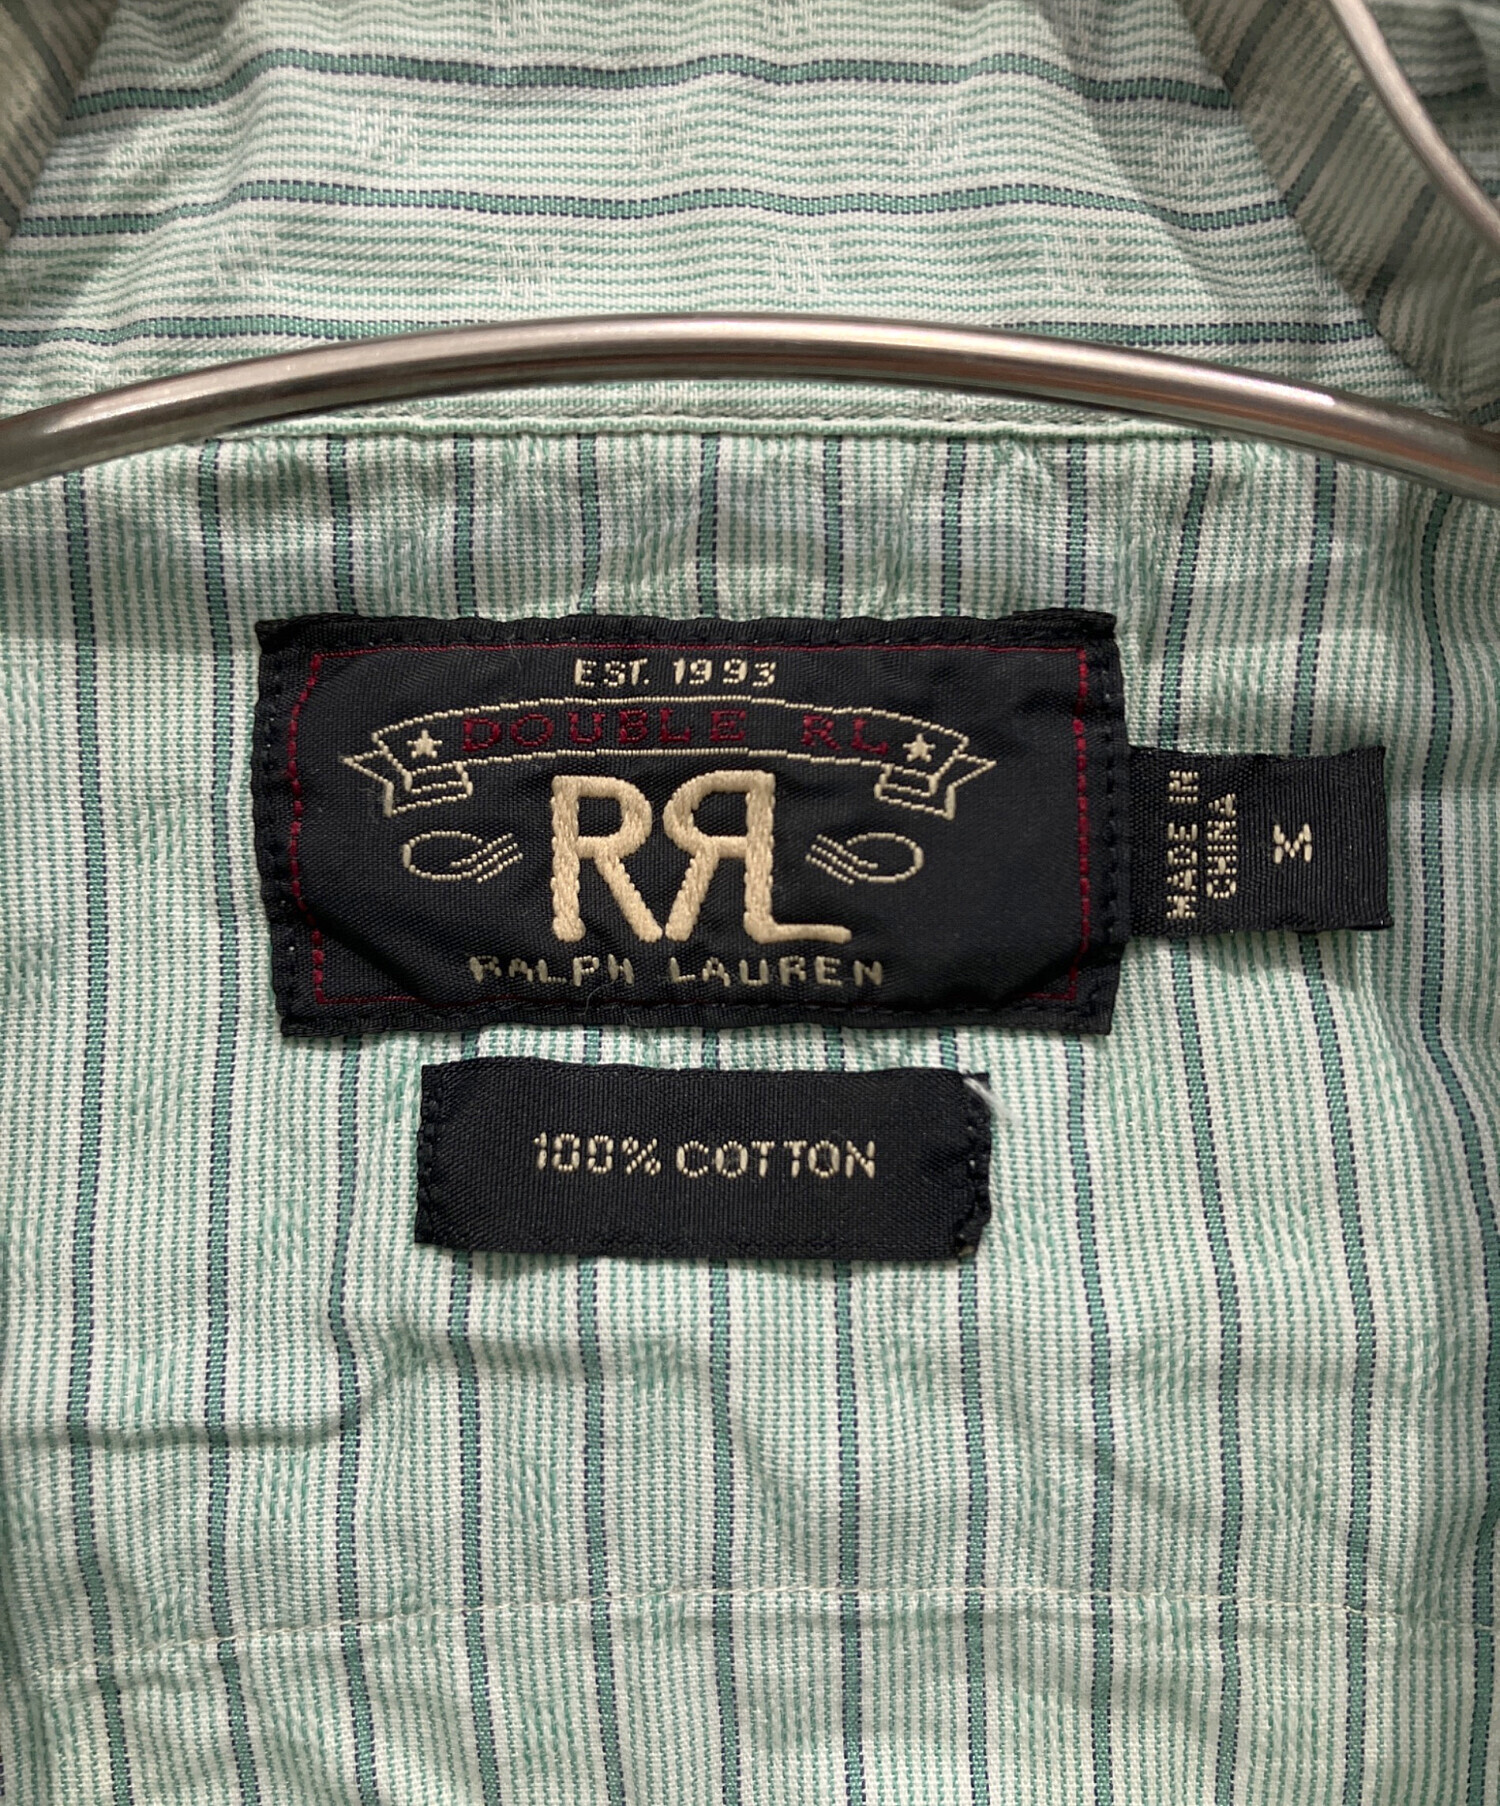 EST. 1993
DOUBLE RL
RRL
RALPH LAUREN
MADE IN
CHINA
M
100% COTTON